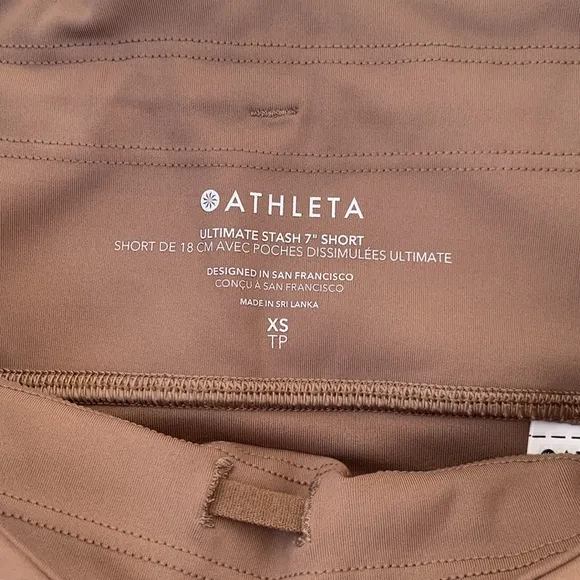 ATHLETA
ULTIMATE STASH 7" SHORT
SHORT DE 18 CM AVEC POCHES DISSIMULÉES ULTIMATE
DESIGNED IN SAN FRANCISCO
CONÇU À SAN FRANCISCO
MADE IN SRI LANKA
XS
TP